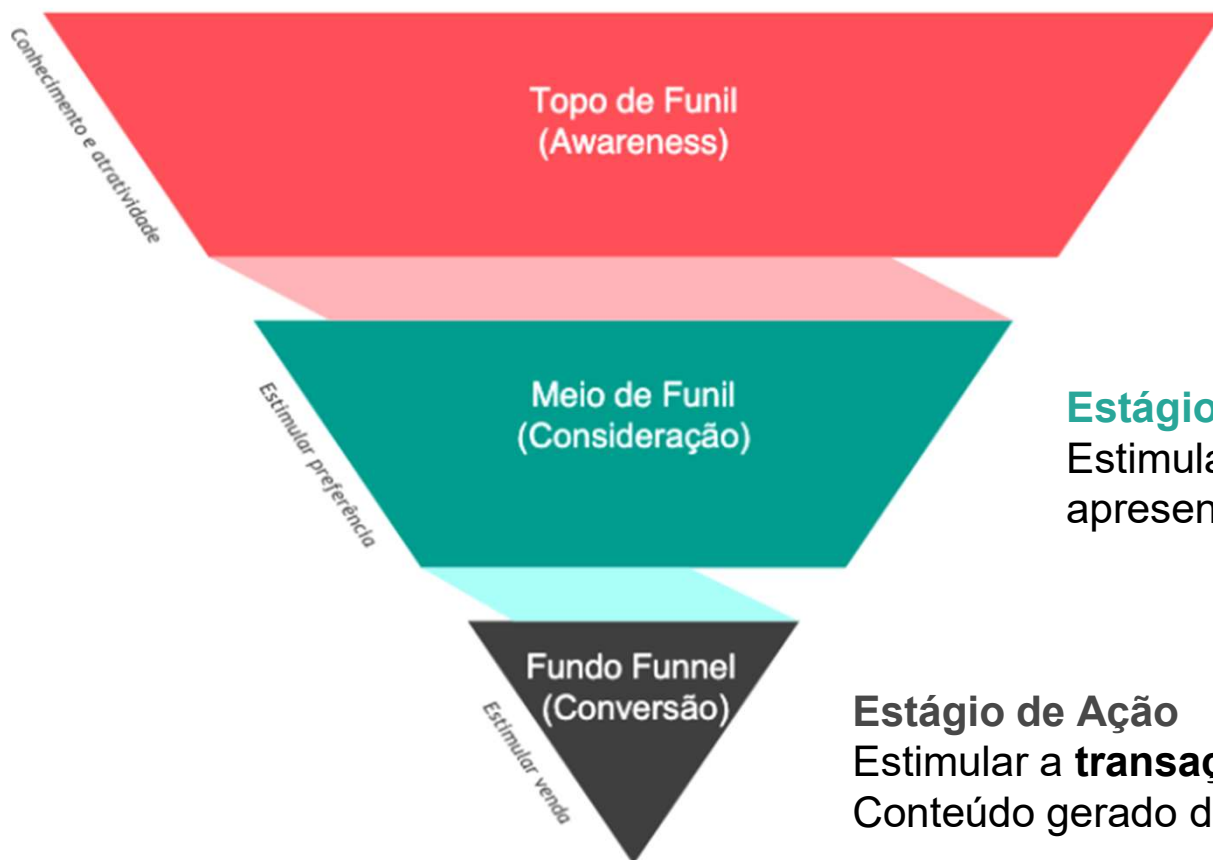 Conhecimento e atratividade
Topo de Funil
(Awareness)
Estimular preferência
Meio de Funil
(Consideração)
Estágio
Estimula
apresen
Estimular venda
Fundo Funnel
(Conversão)
Estágio de Ação
Estimular a transaç
Conteúdo gerado d